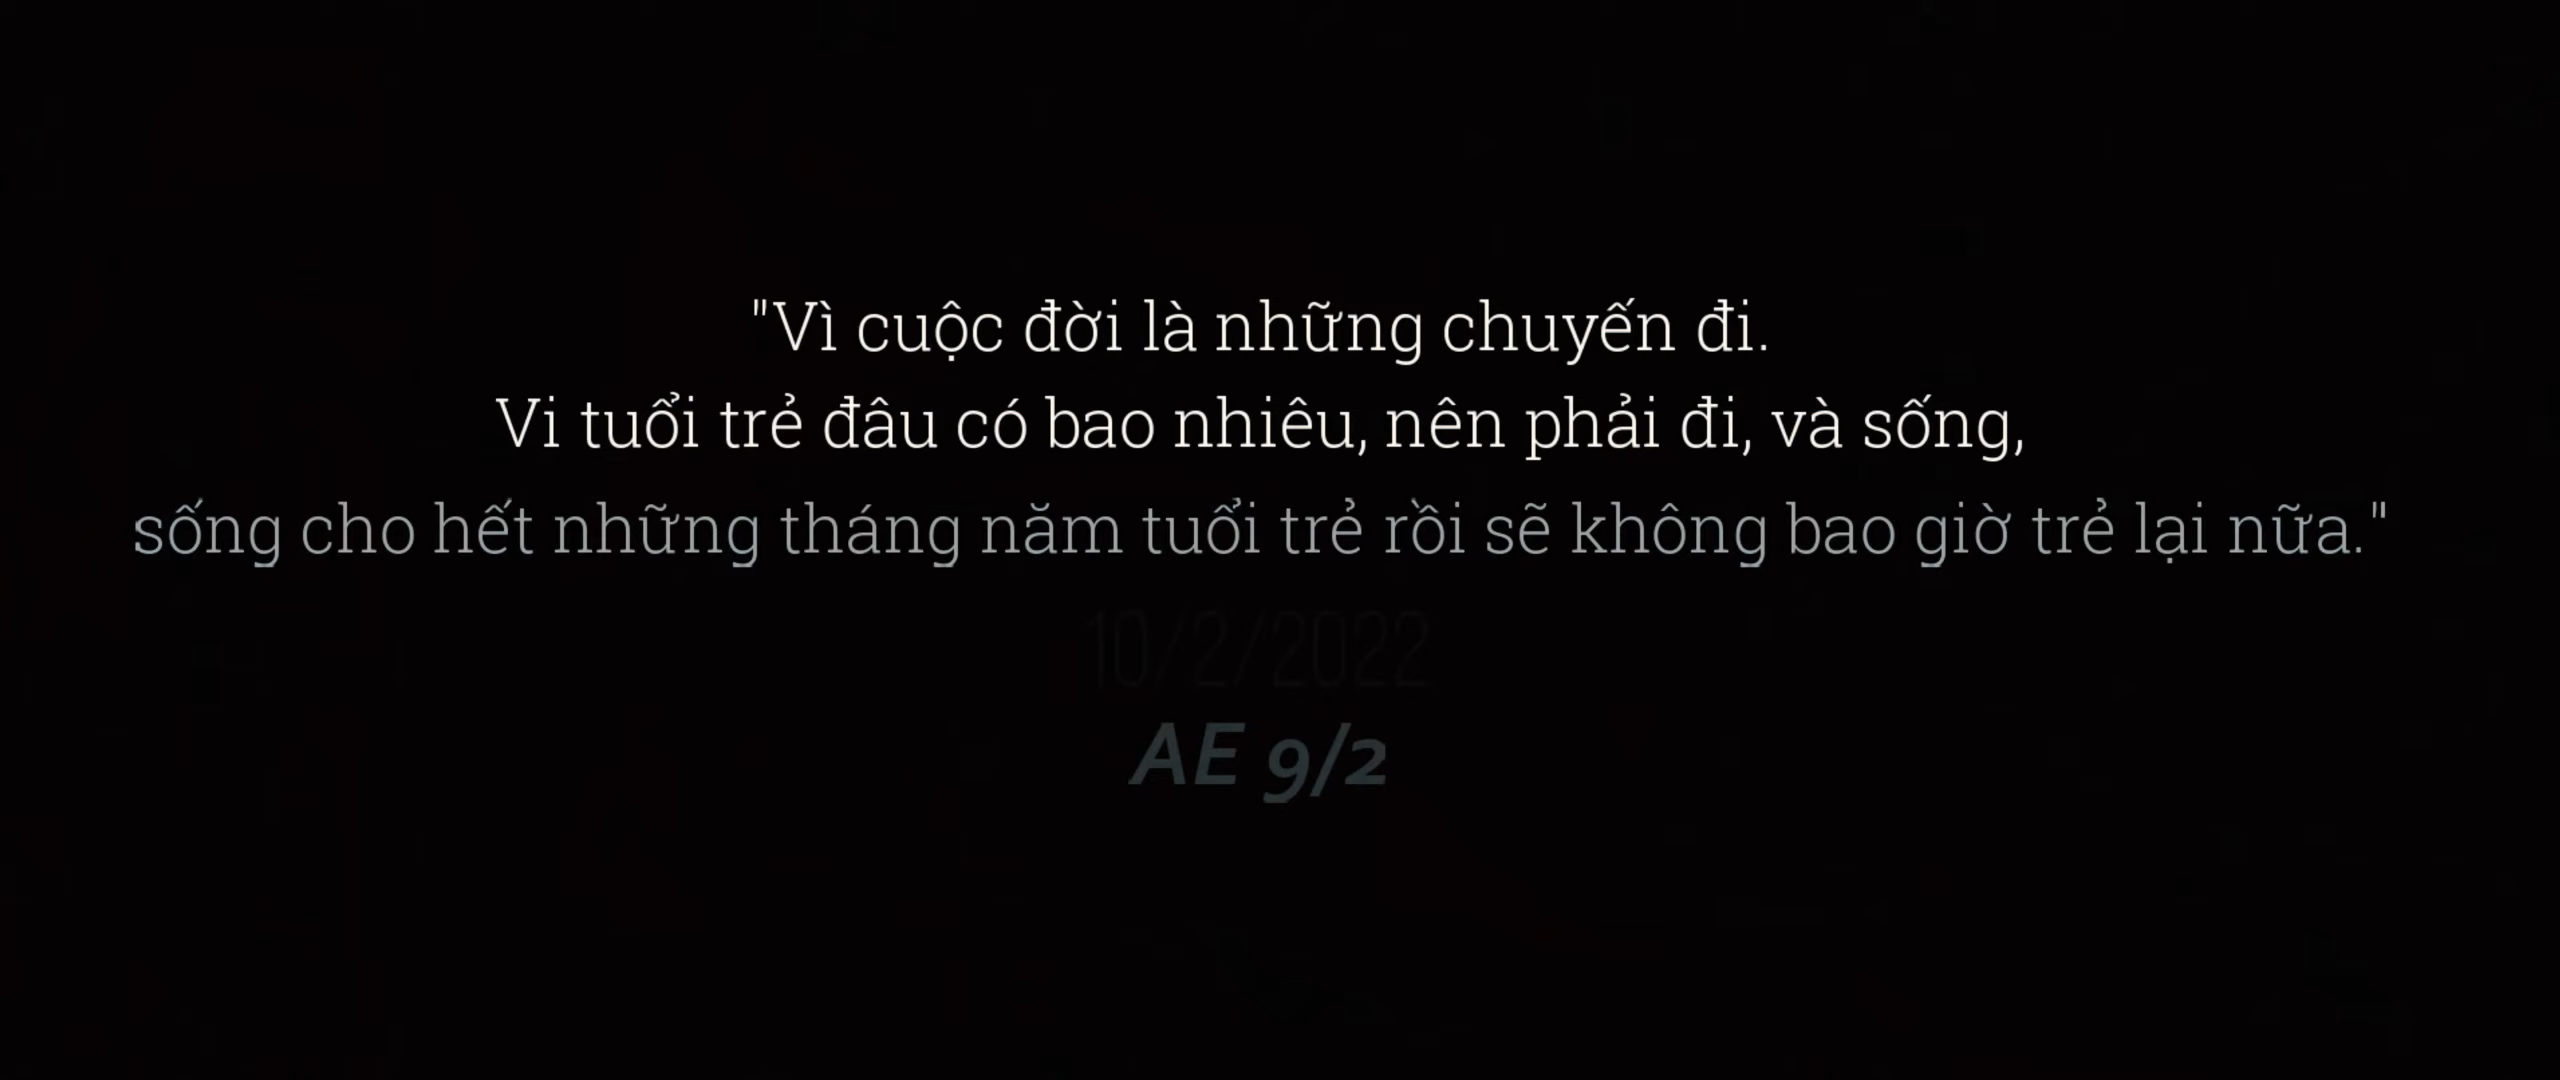 "Vì cuộc đời là những chuyến đi.
Vi tuổi trẻ đâu có bao nhiêu, nên phải đi, và sống,
sống cho hết những tháng năm tuổi trẻ rồi sẽ không bao giờ trẻ lại nữa."
10/2/2022
AE 9/2